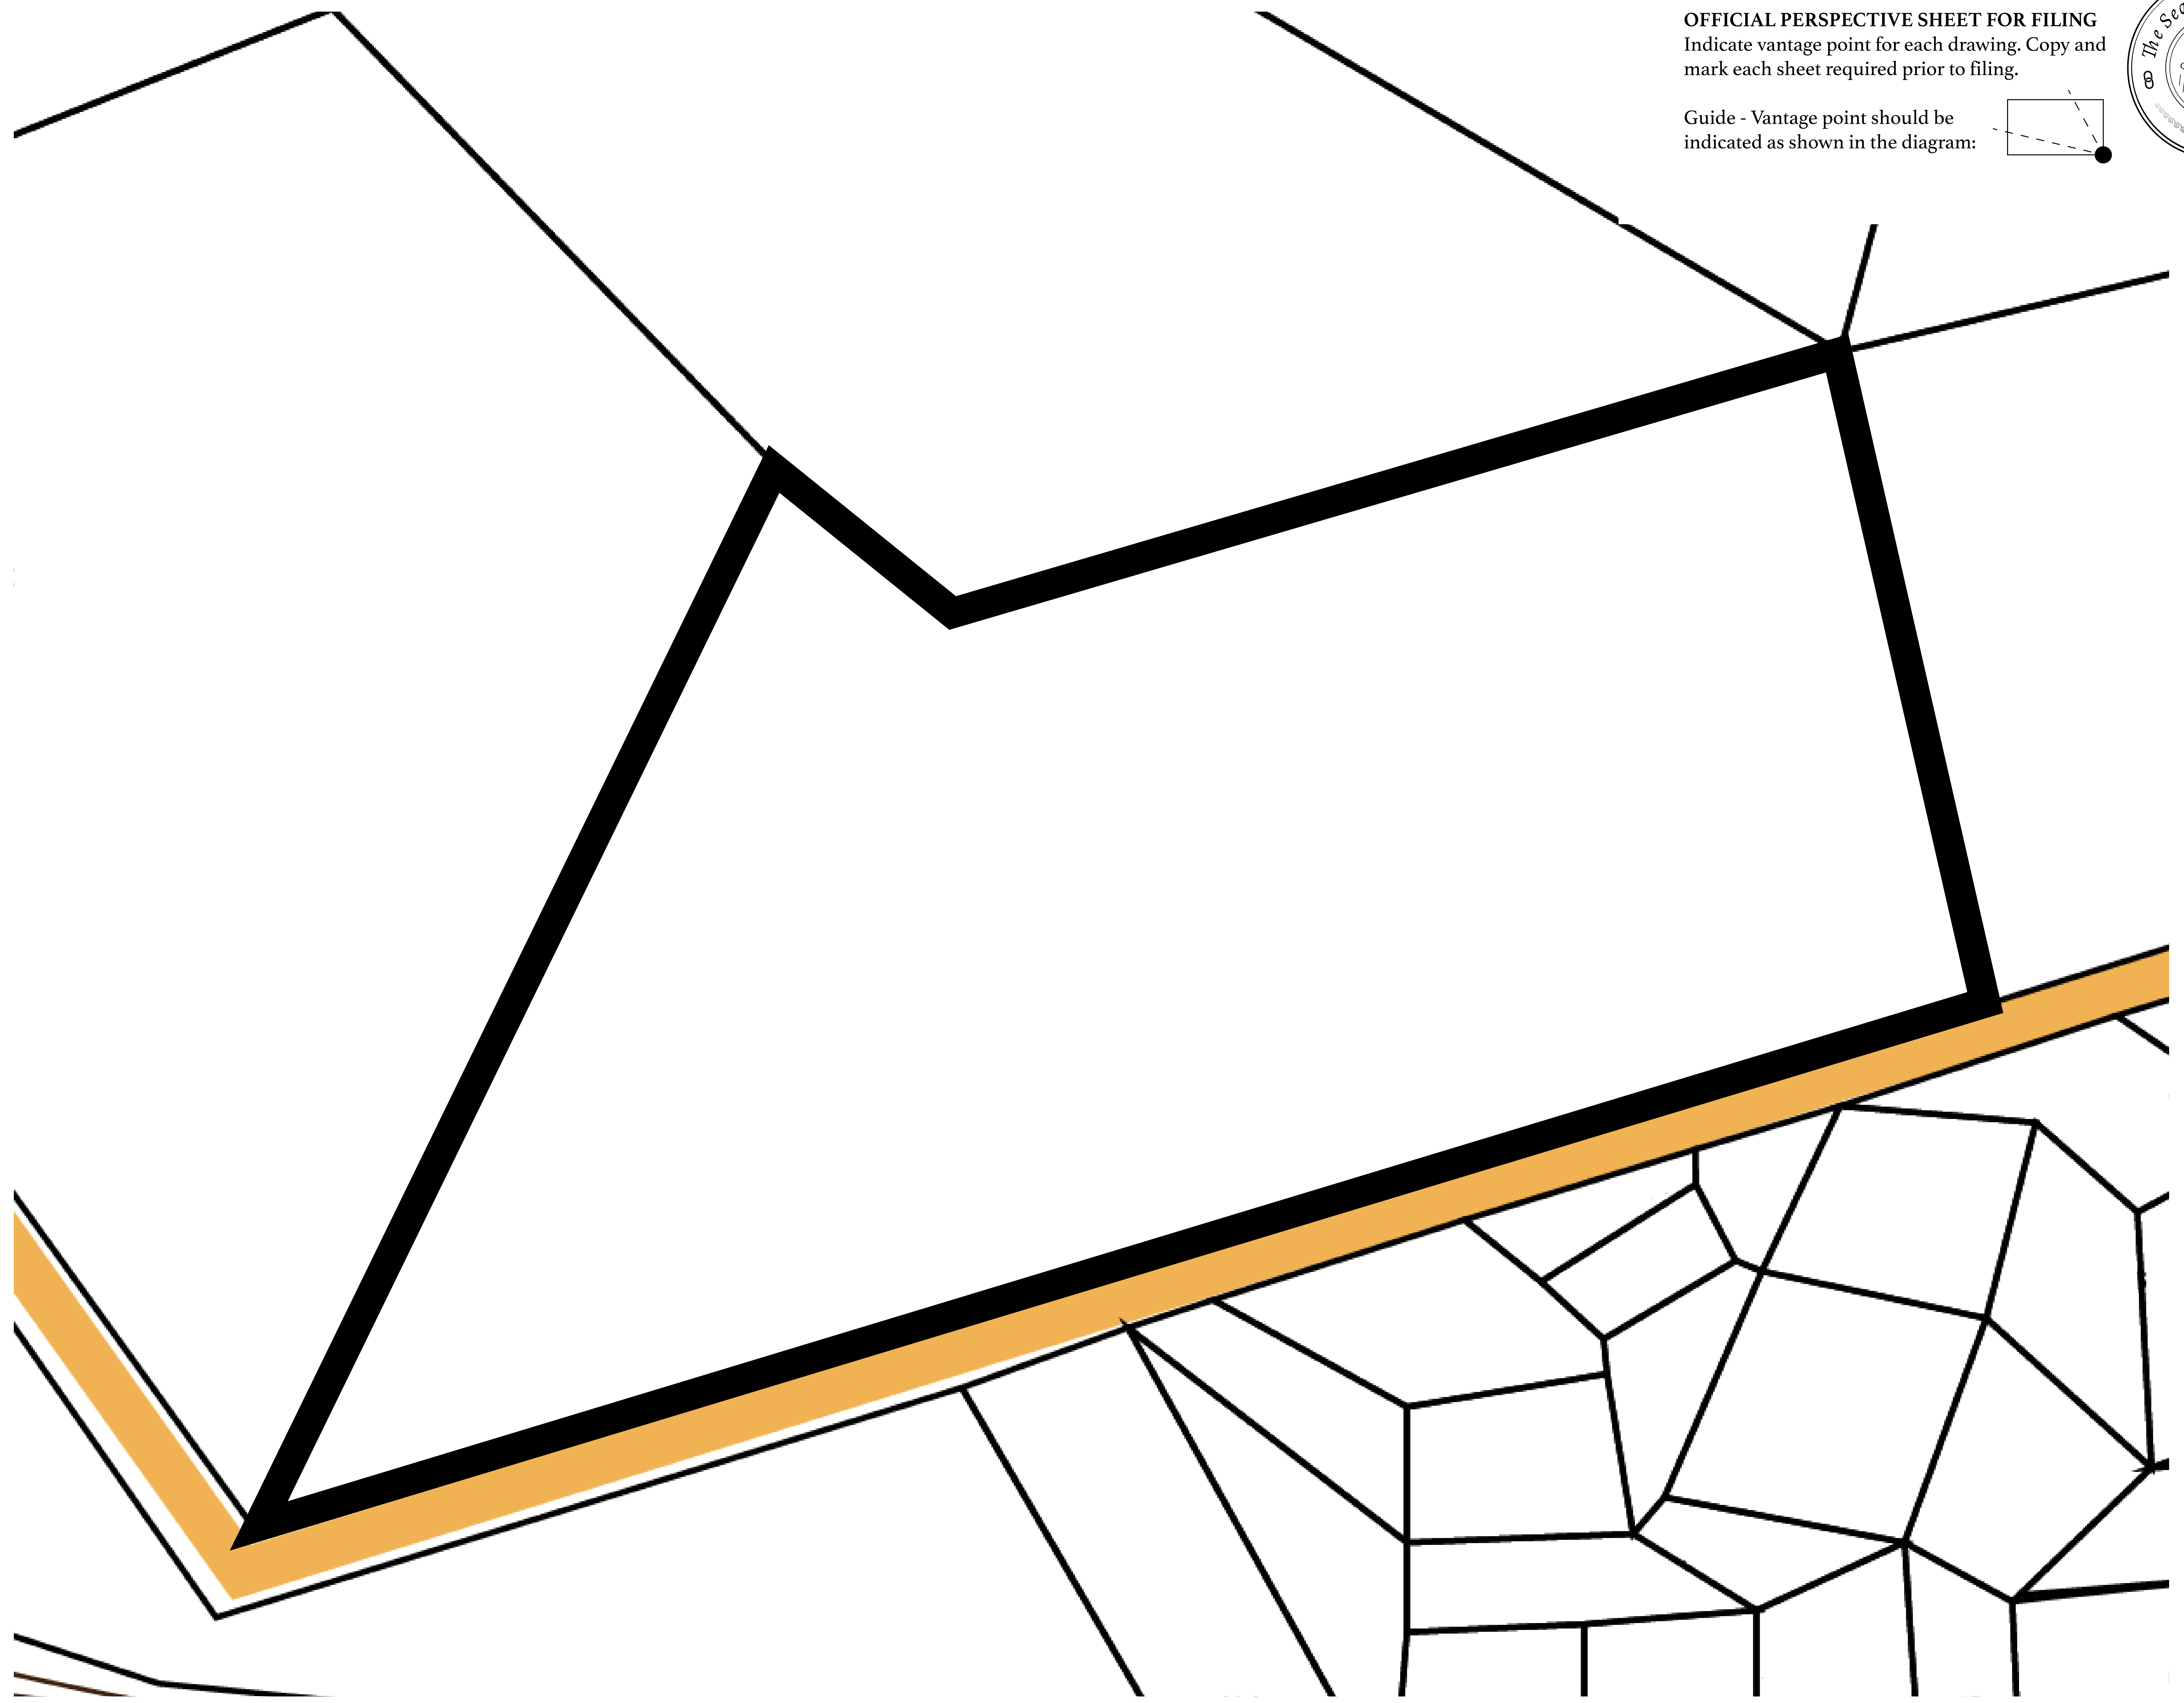 OFFICIAL PERSPECTIVE SHEET FOR FILING
Indicate vantage point for each drawing. Copy and
mark each sheet required prior to filing.
Guide - Vantage point should be
indicated as shown in the diagram:
The